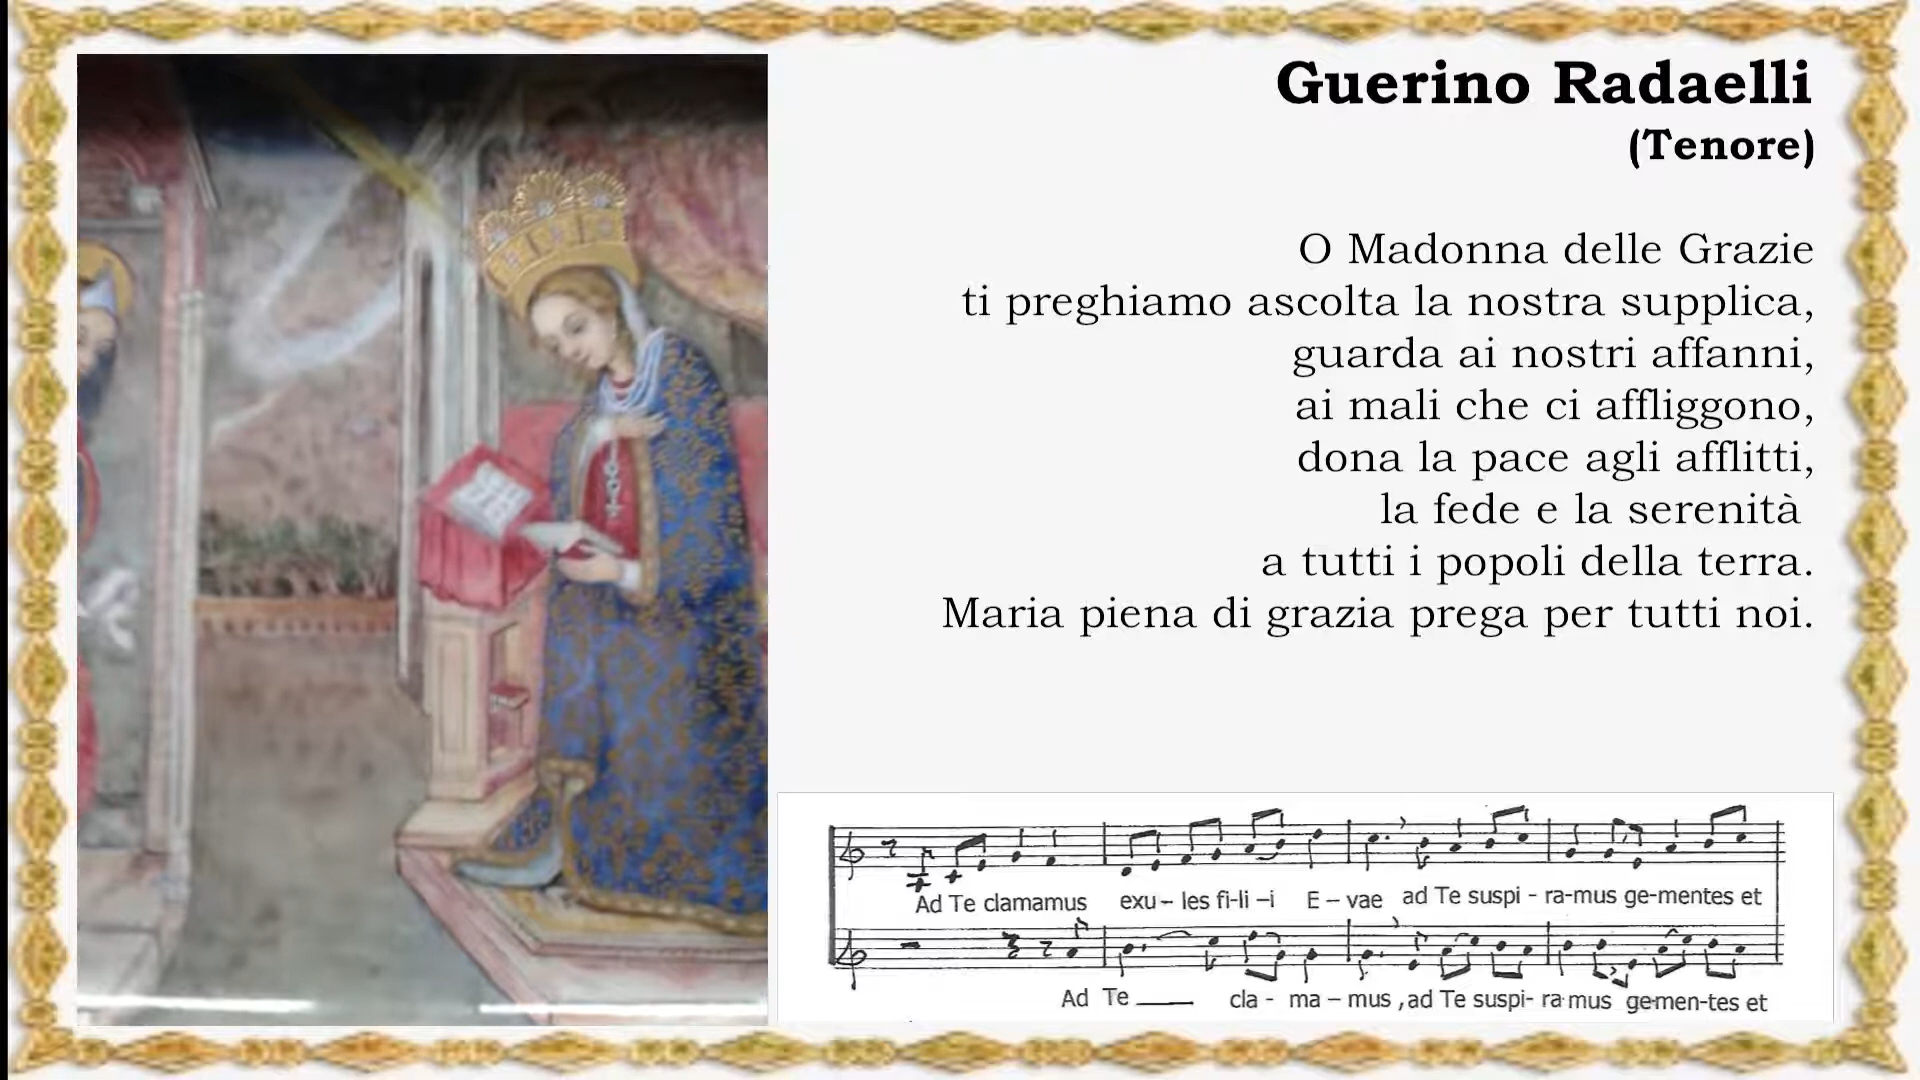 Guerino Radaelli
(Tenore)
O Madonna delle Grazie
ti preghiamo ascolta la nostra supplica,
guarda ai nostri affanni,
ai mali che ci affliggono,
dona la pace agli afflitti,
la fede e la serenità
a tutti i popoli della terra.
Maria piena di grazia prega per tutti noi.
Ad Te clamamus exu – les fi-li –i E – vae ad Te suspi - ra-mus ge-mentes et
Ad Te cla - ma – mus , ad Te suspi- ra-mus ge-men-tes et